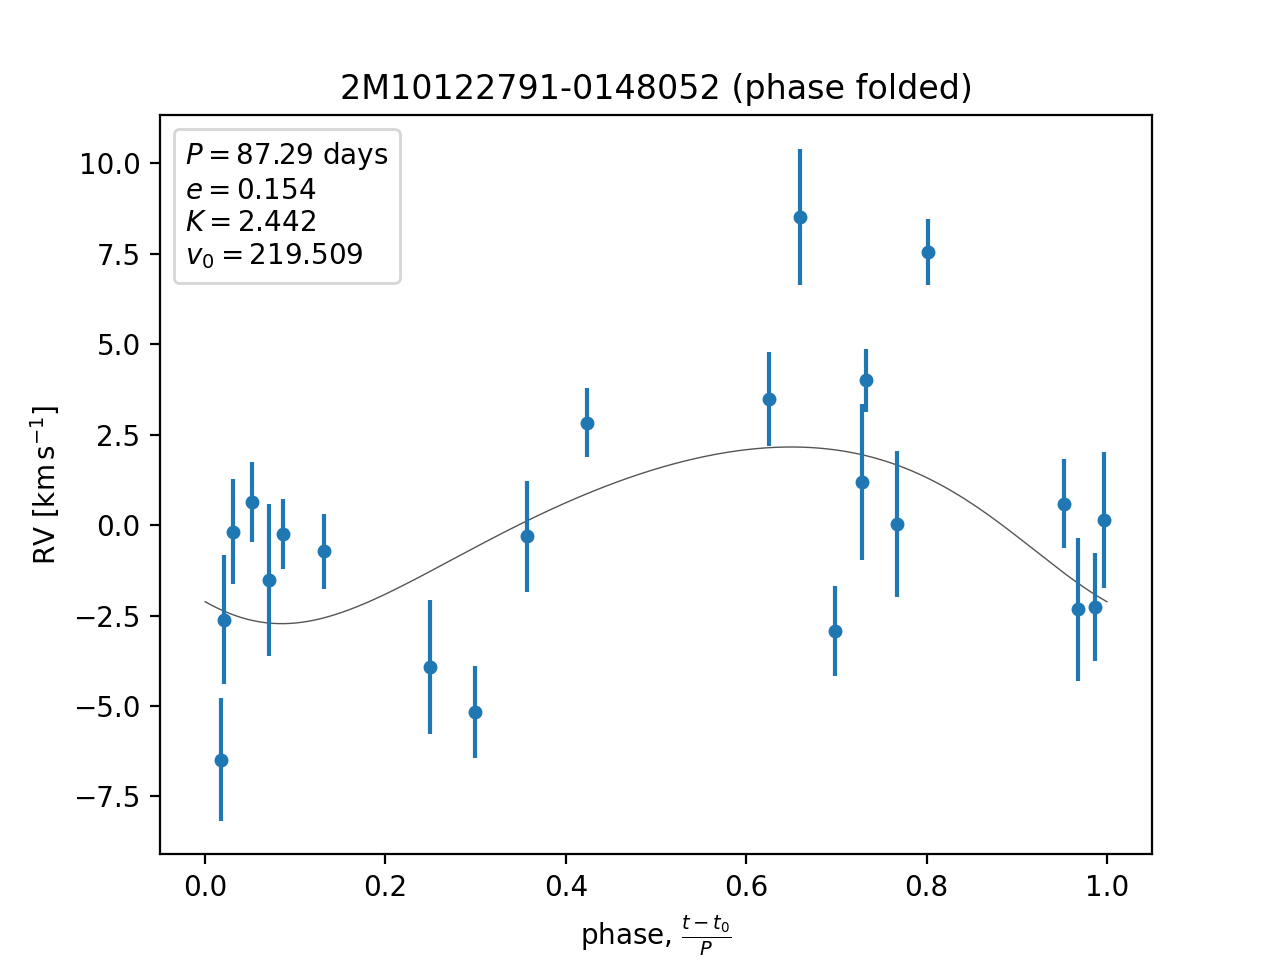 2M10122791-0148052 (phase folded)
P = 87.29 days
e = 0.154
K = 2.442
v₀ = 219.509
10.0
7.5
5.0
2.5
0.0
−2.5
−5.0
−7.5
RV [km s⁻¹]
0.0 0.2 0.4 0.6 0.8 1.0
phase, (t − t₀)/P